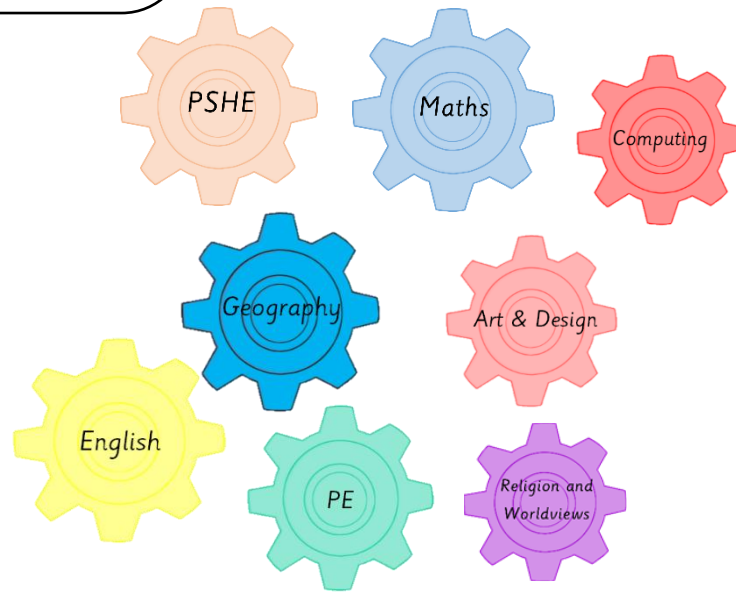 PSHE
Maths
Computing
Geography
Art & Design
English
PE
Religion and
Worldviews